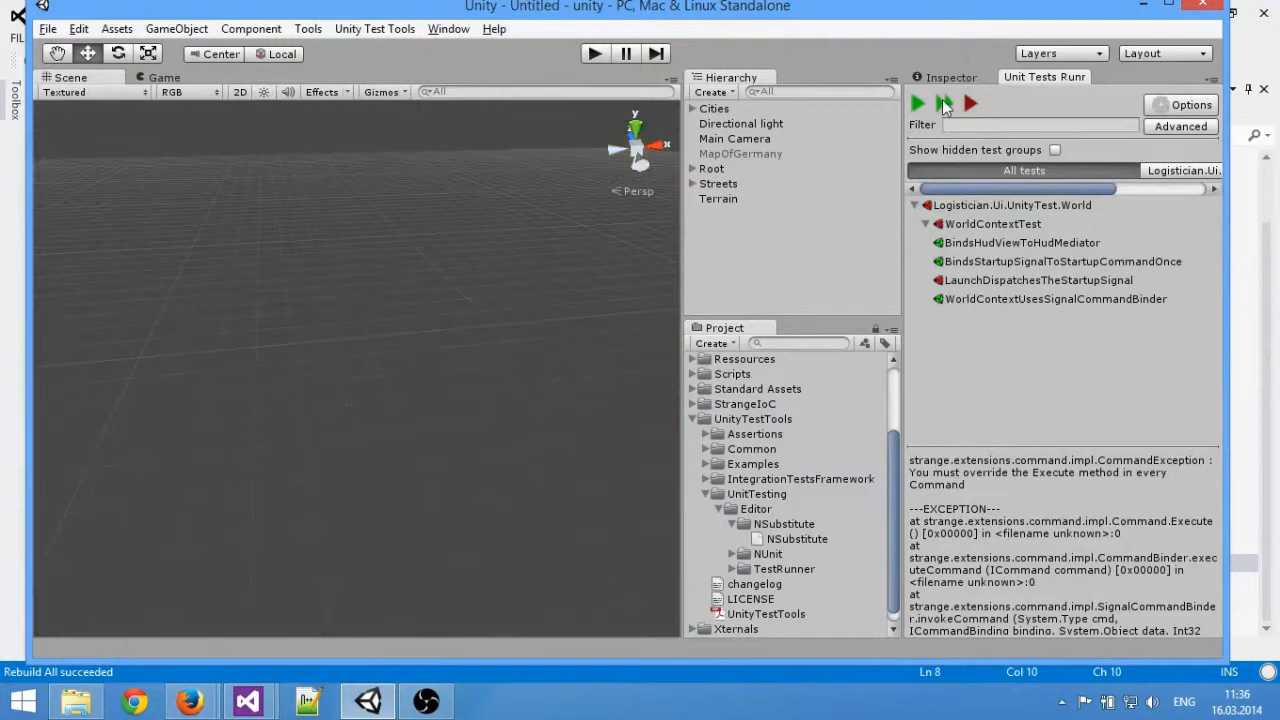 Unity - Untitled - unity - PC, Mac & Linux Standalone
FIL
File Edit Assets GameObject Component Tools Unity Test Tools Window Help
Center Local Layers Layout
Toolbox
Scene Game Hierarchy Inspector Unit Tests Runr
Textured RGB 2D Effects Gizmos All Create All
Options
Filter Advanced
Cities
Directional light
Main Camera
MapOfGermany
Root
Streets
Terrain
y
x
Persp
Show hidden test groups
All tests Logistician.Ui.
Logistician.Ui.UnityTest.World
WorldContextTest
BindsHudViewToHudMediator
BindsStartupSignalToStartupCommandOnce
LaunchDispatchesTheStartupSignal
WorldContextUsesSignalCommandBinder
Project
Create
Ressources
Scripts
Standard Assets
StrangeIoC
UnityTestTools
Assertions
Common
Examples
IntegrationTestsFramework
UnitTesting
Editor
NSubstitute
NSubstitute
NUnit
TestRunner
changelog
LICENSE
UnityTestTools
Xternals
strange.extensions.command.impl.CommandException :
You must override the Execute method in every
Command
---EXCEPTION---
at strange.extensions.command.impl.Command.Execute
() [0x00000] in <filename unknown>:0
at
strange.extensions.command.impl.CommandBinder.exec
uteCommand (ICommand command) [0x00000] in
<filename unknown>:0
at
strange.extensions.command.impl.SignalCommandBinde
r.invokeCommand (System.Type cmd,
ICommandBinding binding, System.Object data, Int32
Rebuild All succeeded Ln 8 Col 10 Ch 10 INS
ENG
11:36
16.03.2014